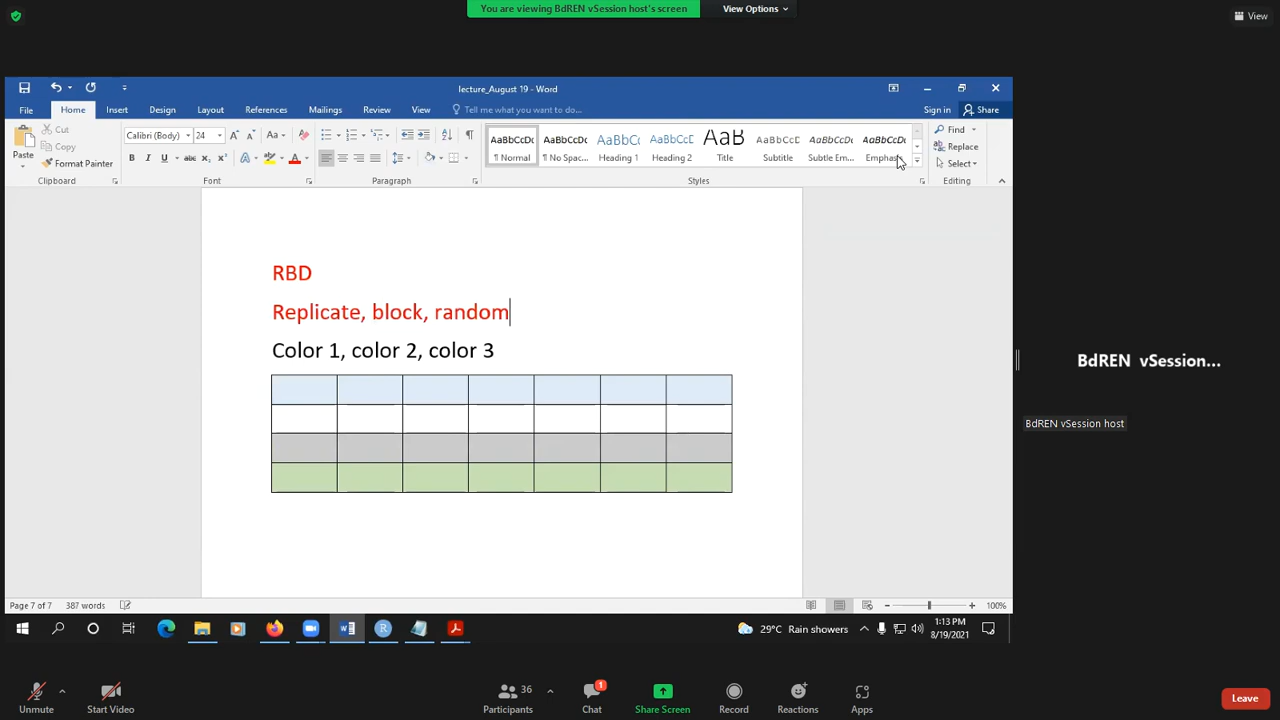 You are viewing BdREN vSession host's screen
View Options
View
lecture_August 19 - Word
File Home Insert Design Layout References Mailings Review View Tell me what you want to do... Sign in Share
Paste
Cut
Copy
Format Painter
Clipboard
Calibri (Body) 24
Font
Paragraph
AaBbCcDc AaBbCcDc AaBbCc AaBbCcD AaB AaBbCcD AaBbCcDc AaBbCcDc
¶ Normal ¶ No Spac... Heading 1 Heading 2 Title Subtitle Subtle Em... Emphasis
Styles
Find
Replace
Select
Editing
RBD
Replicate, block, random
Color 1, color 2, color 3
BdREN vSession...
BdREN vSession host
Page 7 of 7 387 words 100%
29°C Rain showers
1:13 PM
8/19/2021
Unmute
Start Video
Participants 36
Chat 1
Share Screen
Record
Reactions
Apps
Leave